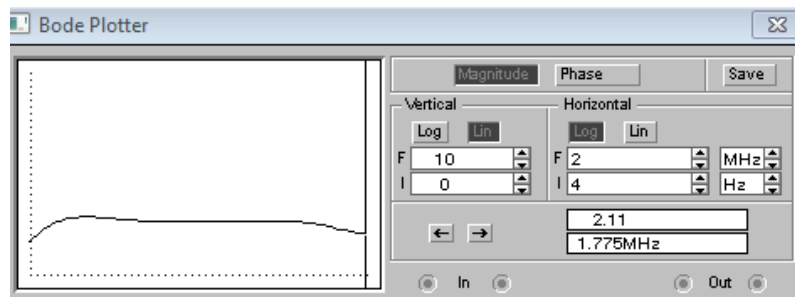 Bode Plotter
Magnitude Phase Save
Vertical Horizontal
Log Lin Log Lin
F 10 F 2 MHz
I 0 I 4 Hz
← → 2.11
1.775MHz
In Out